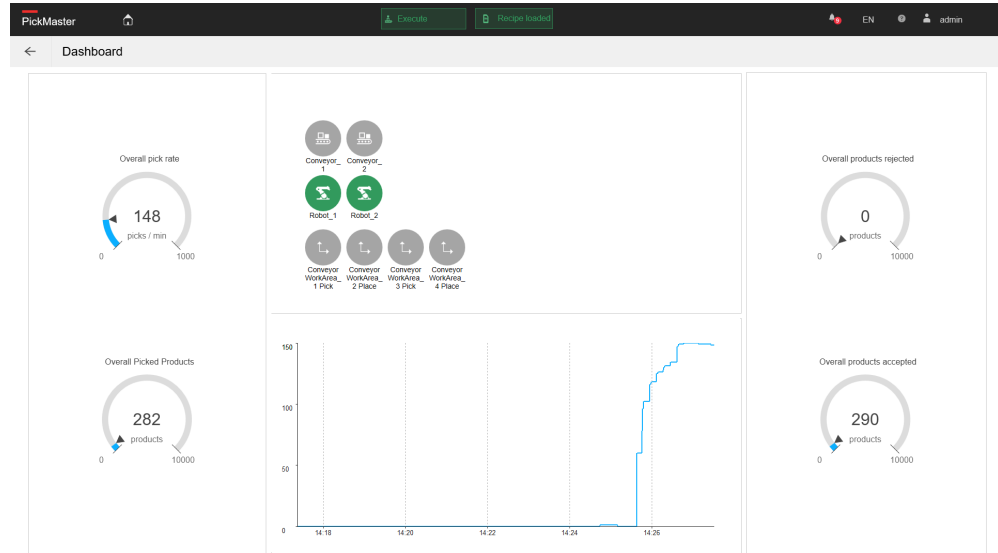 PickMaster
Execute
Recipe loaded
EN
admin
Dashboard
Overall pick rate
148
picks / min
0
1000
Conveyor_
1
Conveyor_
2
Robot_1
Robot_2
Conveyor
WorkArea_
1 Pick
Conveyor
WorkArea_
2 Place
Conveyor
WorkArea_
3 Pick
Conveyor
WorkArea_
4 Place
Overall products rejected
0
products
0
10000
Overall Picked Products
282
products
0
10000
150
100
50
0
14:18
14:20
14:22
14:24
14:26
Overall products accepted
290
products
0
10000